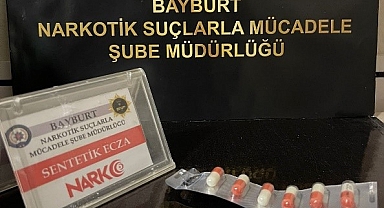 BAYBURT
NARKOTİK SUÇLARLA MÜCADELE
ŞUBE MÜDÜRLÜĞÜ
BAYBURT
NARKOTİK SUÇLARLA
MÜCADELE ŞUBE MÜDÜRLÜĞÜ
SENTETİK ECZA
NARKO